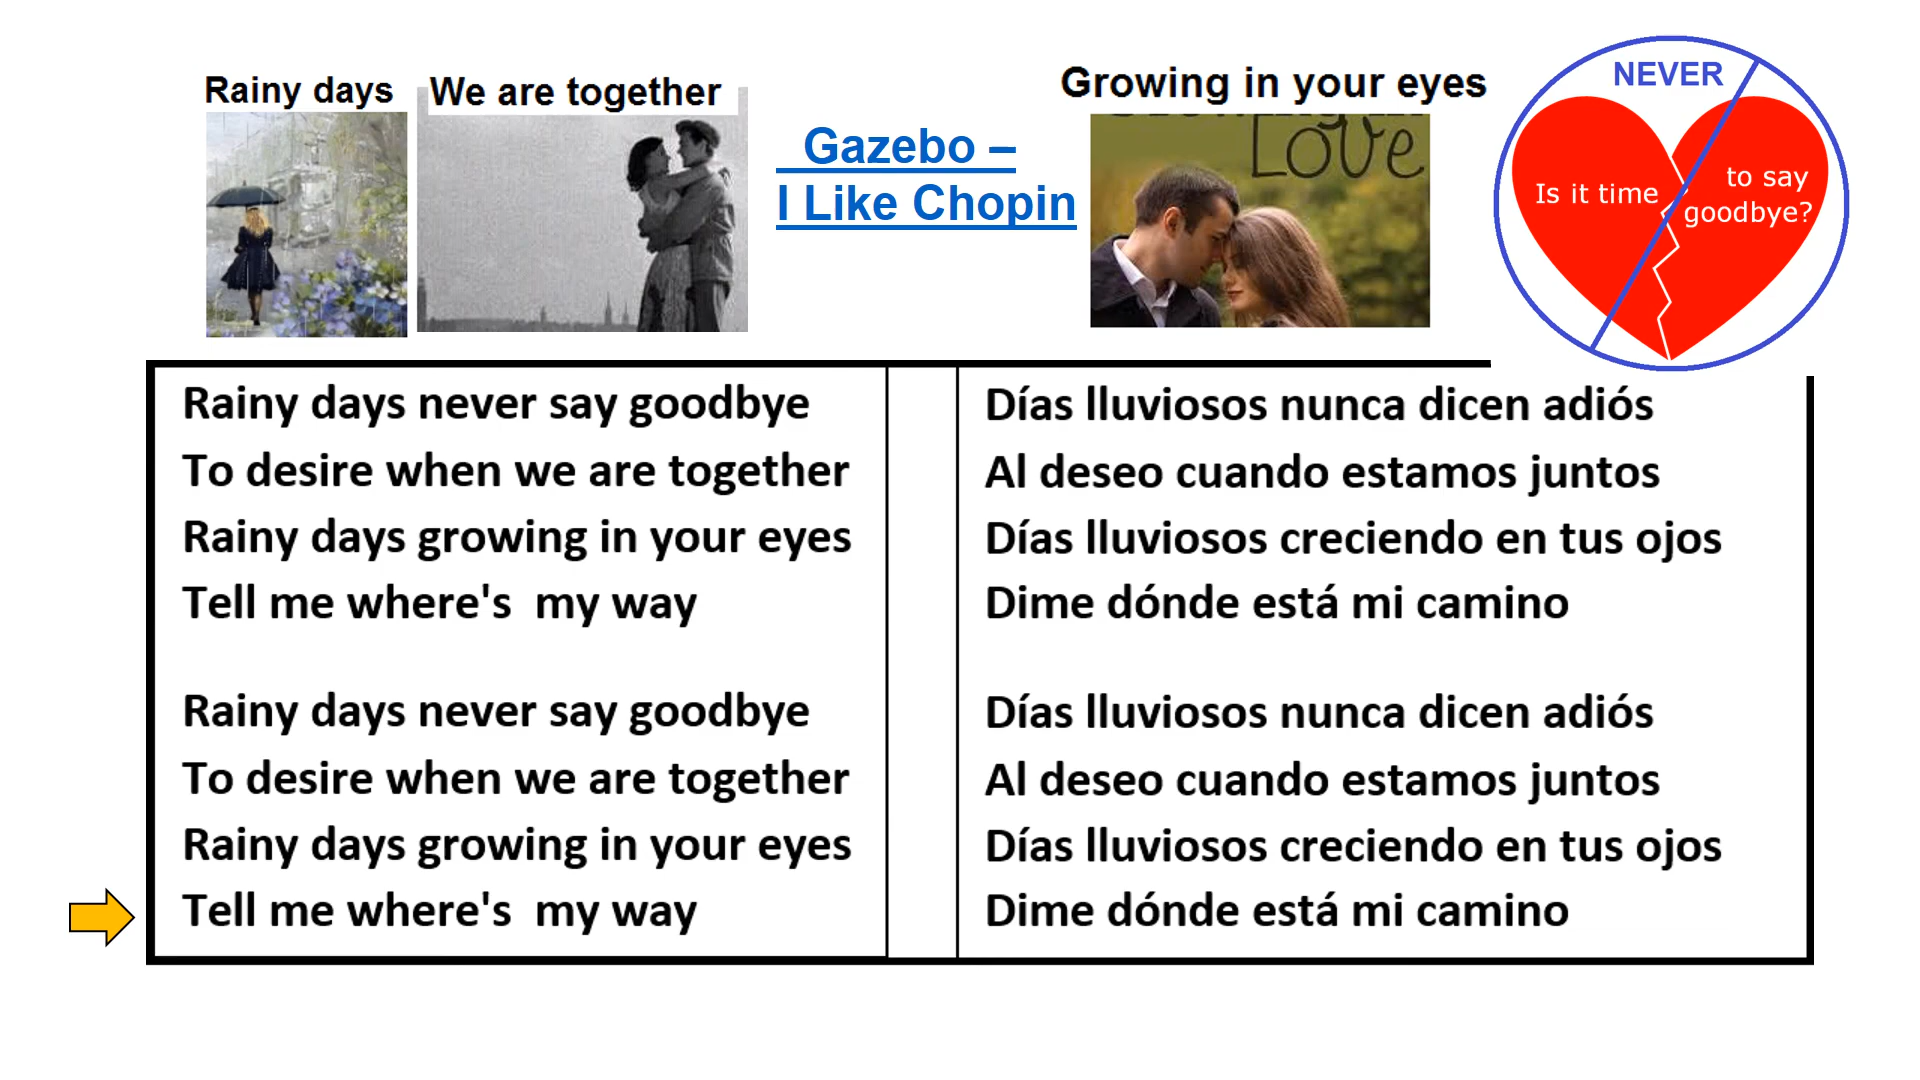 Rainy days
We are together
Gazebo –
I Like Chopin
Growing in your eyes
Love
NEVER
Is it time
to say
goodbye?
Rainy days never say goodbye
To desire when we are together
Rainy days growing in your eyes
Tell me where's  my way
Rainy days never say goodbye
To desire when we are together
Rainy days growing in your eyes
Tell me where's  my way
Días lluviosos nunca dicen adiós
Al deseo cuando estamos juntos
Días lluviosos creciendo en tus ojos
Dime dónde está mi camino
Días lluviosos nunca dicen adiós
Al deseo cuando estamos juntos
Días lluviosos creciendo en tus ojos
Dime dónde está mi camino